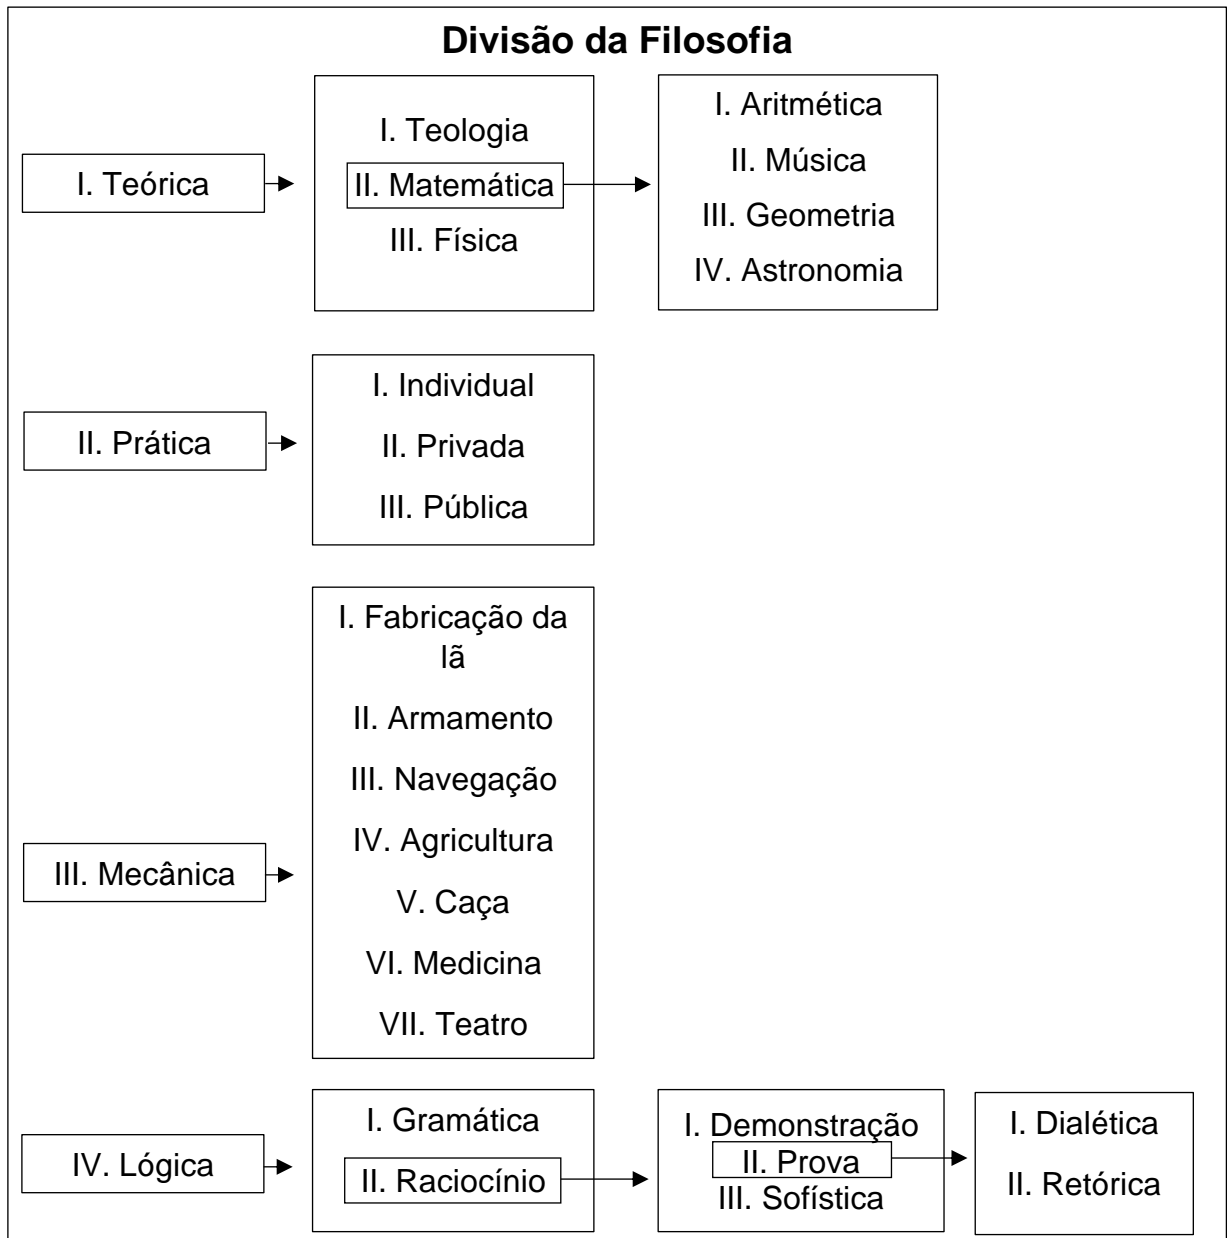 Divisão da Filosofia
I. Teórica
I. Teologia
II. Matemática
III. Física
I. Aritmética
II. Música
III. Geometria
IV. Astronomia
II. Prática
I. Individual
II. Privada
III. Pública
III. Mecânica
I. Fabricação da
lã
II. Armamento
III. Navegação
IV. Agricultura
V. Caça
VI. Medicina
VII. Teatro
IV. Lógica
I. Gramática
II. Raciocínio
I. Demonstração
II. Prova
III. Sofística
I. Dialética
II. Retórica